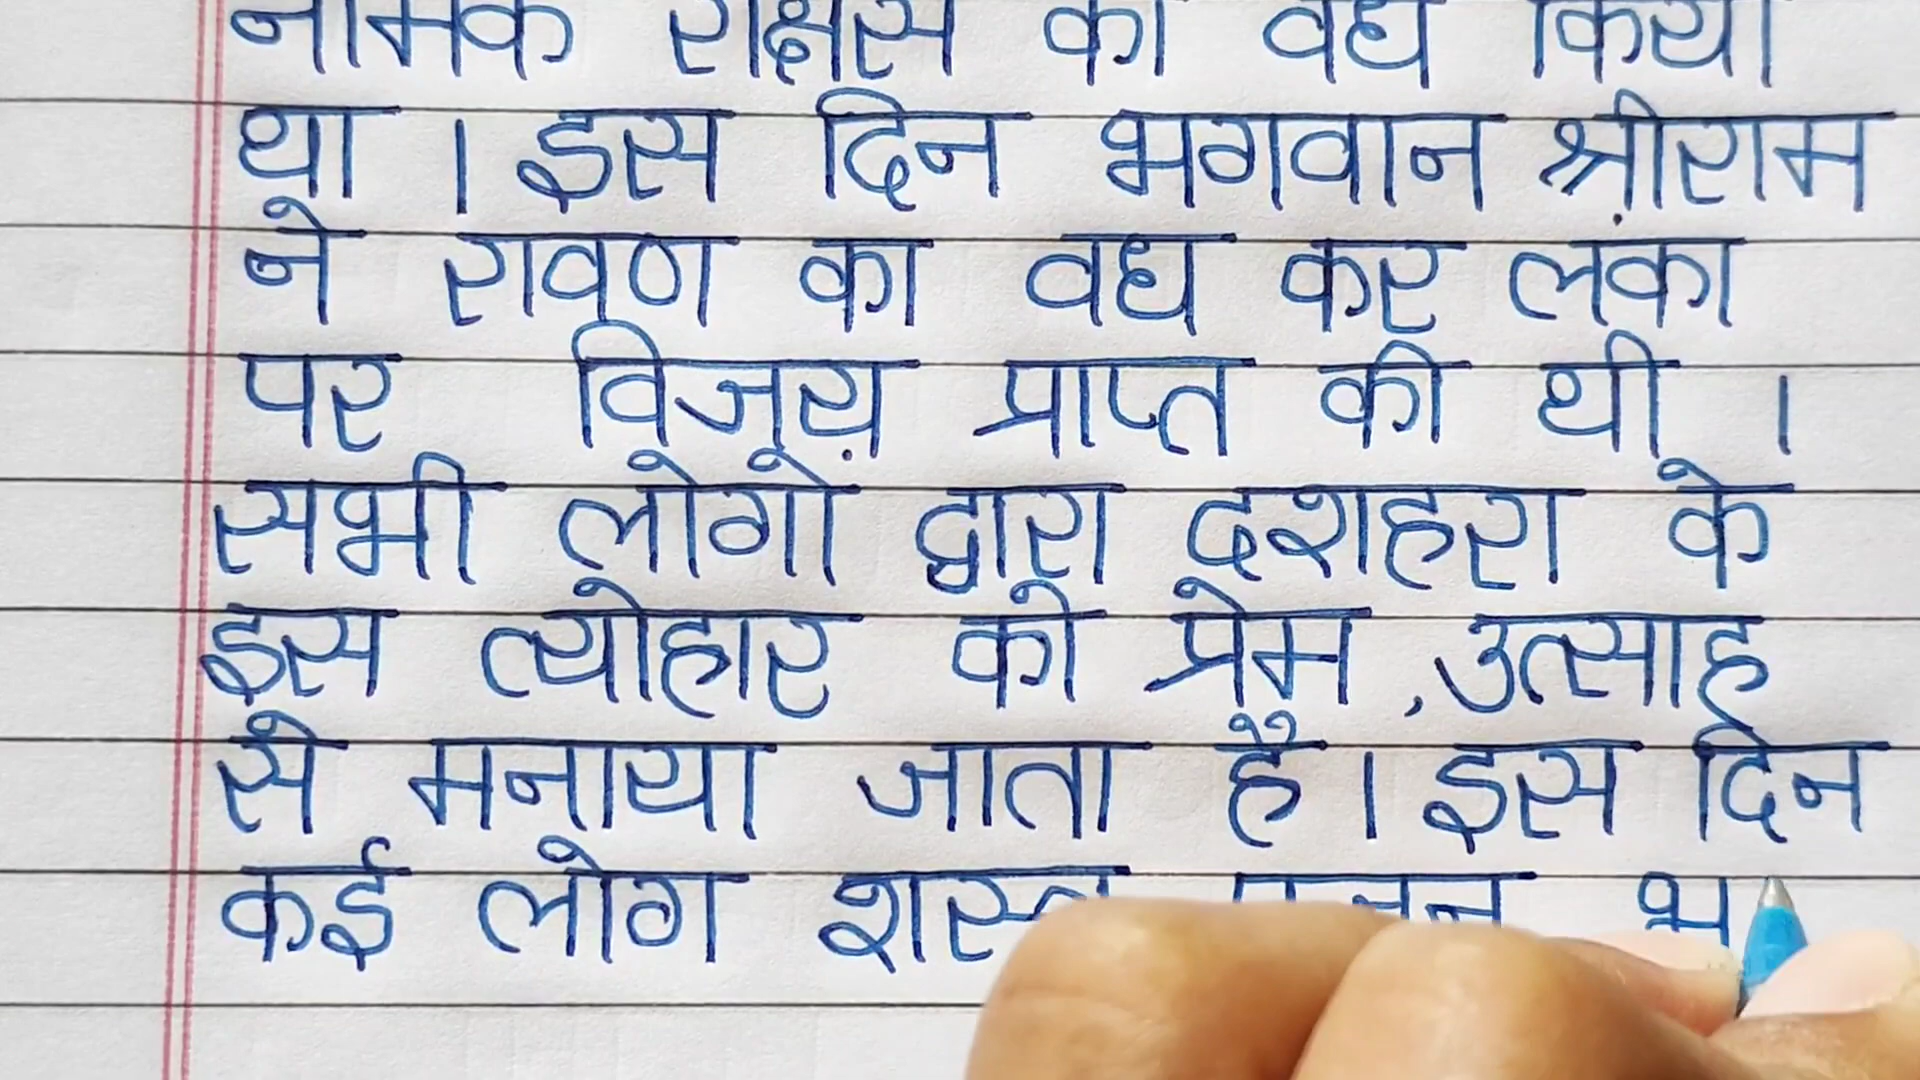 नामक राक्षस का वध किया
था । इस दिन भगवान श्रीराम
ने रावण का वध कर लंका
पर विजय प्राप्त की थी ।
सभी लोगो द्वारा दशहरा के
इस त्योहार को प्रेम , उत्साह
से मनाया जाता है । इस दिन
कई लोग